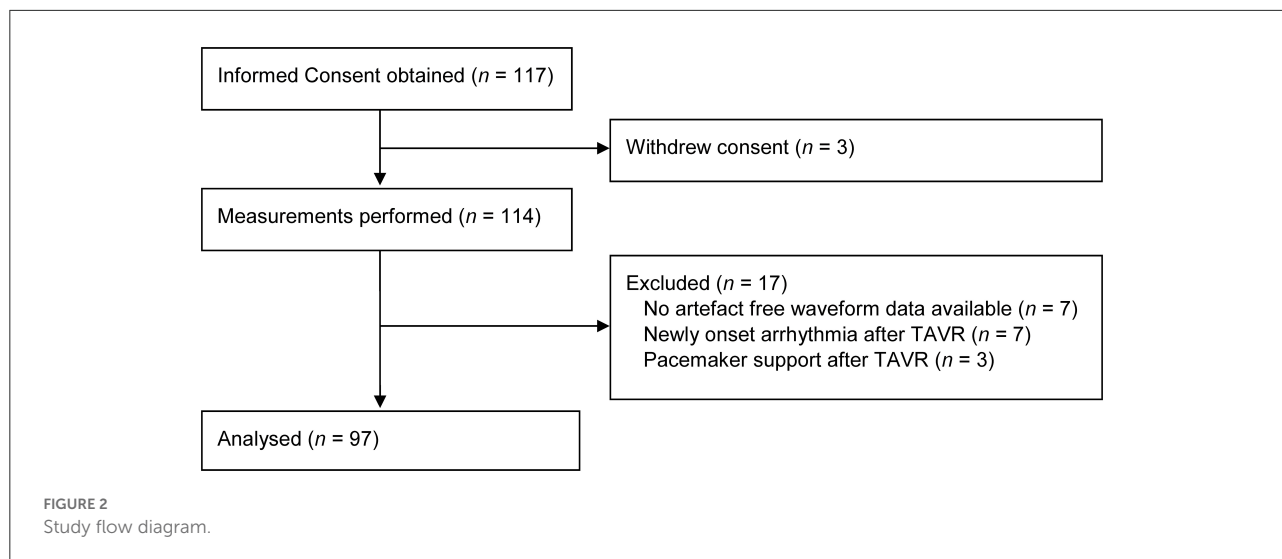 Informed Consent obtained (n = 117)
Withdrew consent (n = 3)
Measurements performed (n = 114)
Excluded (n = 17)
No artefact free waveform data available (n = 7)
Newly onset arrhythmia after TAVR (n = 7)
Pacemaker support after TAVR (n = 3)
Analysed (n = 97)
FIGURE 2
Study flow diagram.